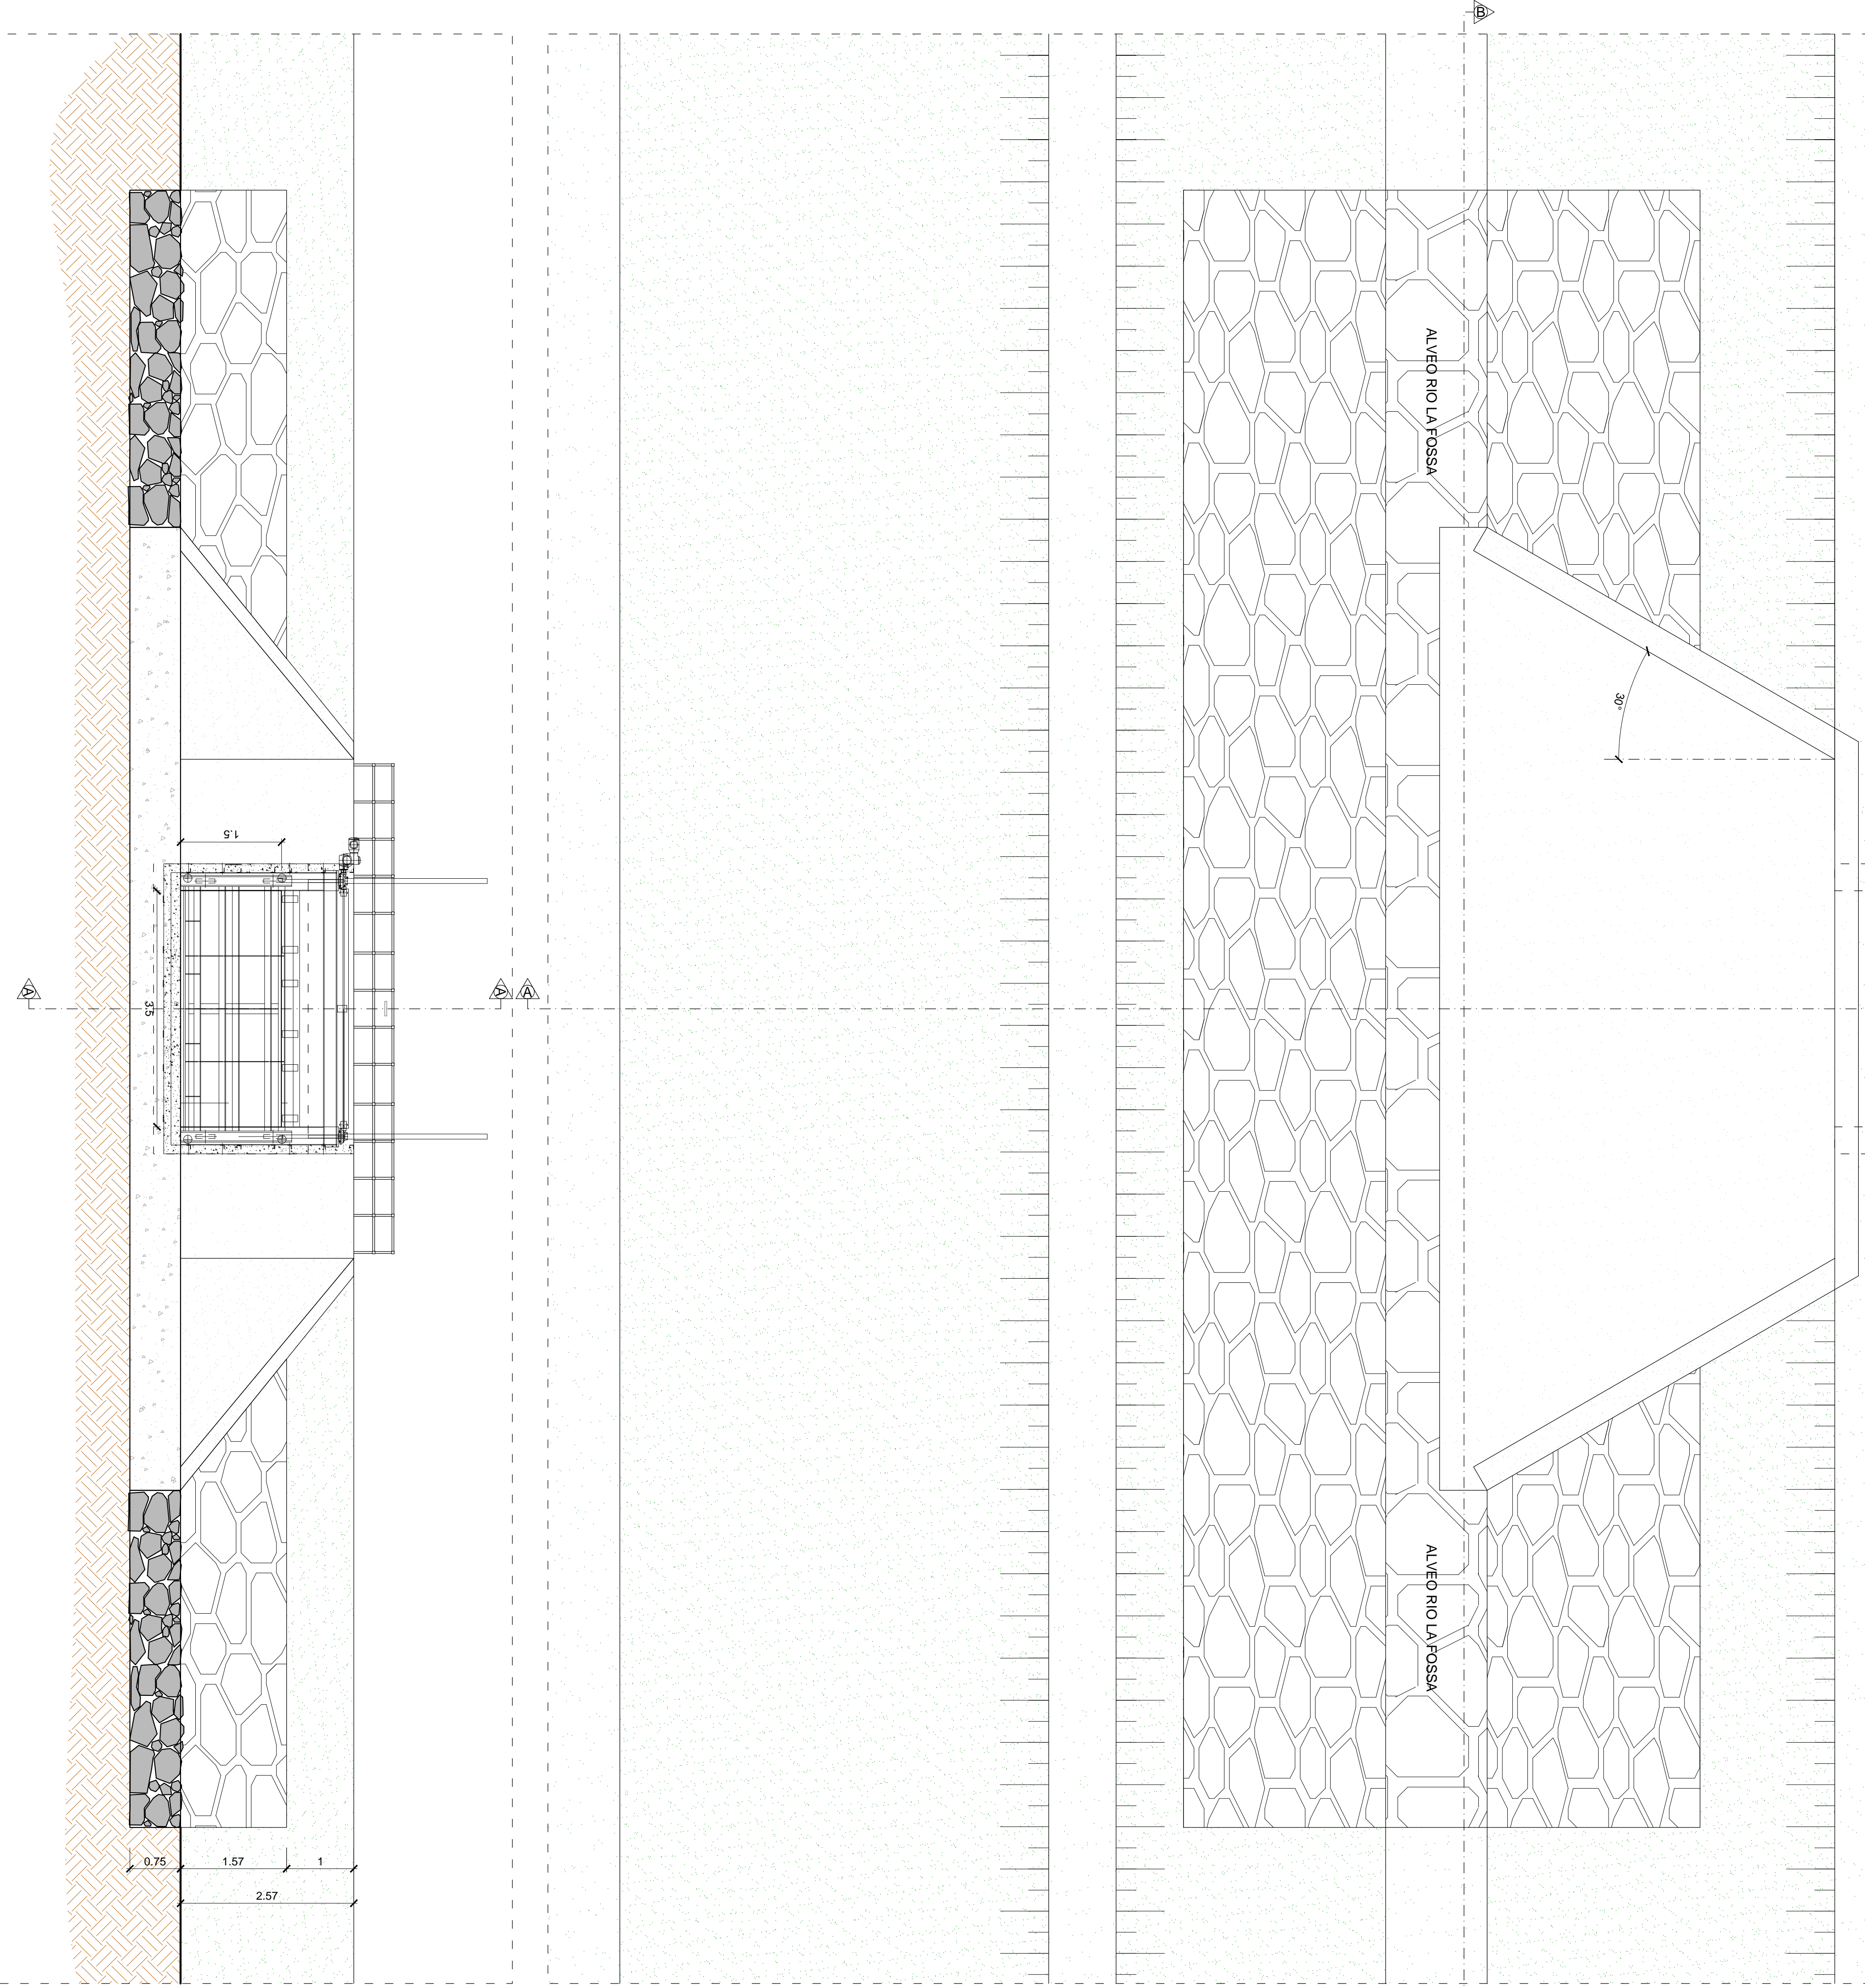 B
ALVEO RIO LA FOSSA
30°
1.5
A
A
A
3.5
ALVEO RIO LA FOSSA
0.75
1.57
1
2.57